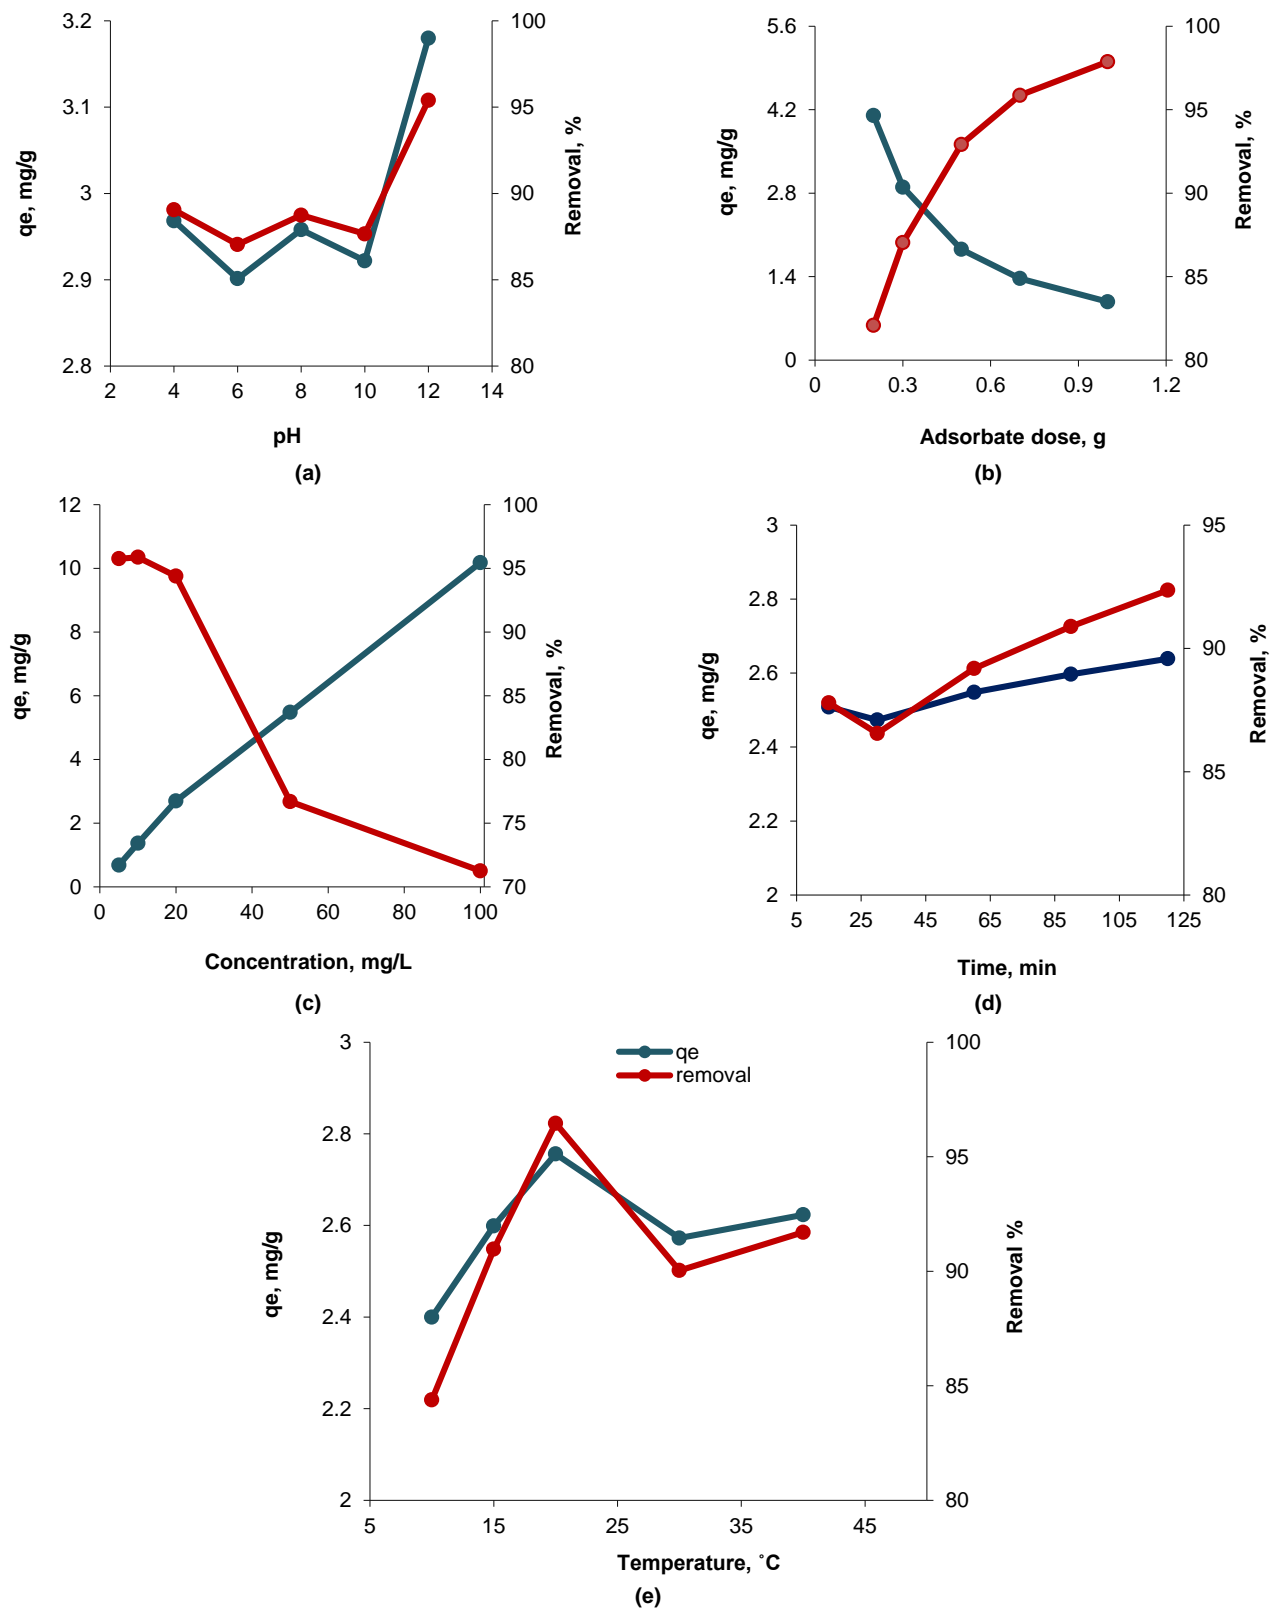 3.2
3.1
3
2.9
2.8
qe, mg/g
100
95
90
85
80
Removal, %
2 4 6 8 10 12 14
pH
(a)
5.6
4.2
2.8
1.4
0
qe, mg/g
100
95
90
85
80
Removal, %
0 0.3 0.6 0.9 1.2
Adsorbate dose, g
(b)
12
10
8
6
4
2
0
qe, mg/g
100
95
90
85
80
75
70
Removal, %
0 20 40 60 80 100
Concentration, mg/L
(c)
3
2.8
2.6
2.4
2.2
2
qe, mg/g
95
90
85
80
Removal, %
5 25 45 65 85 105 125
Time, min
(d)
3
2.8
2.6
2.4
2.2
2
qe, mg/g
qe
removal
100
95
90
85
80
Removal %
5 15 25 35 45
Temperature, ˚C
(e)